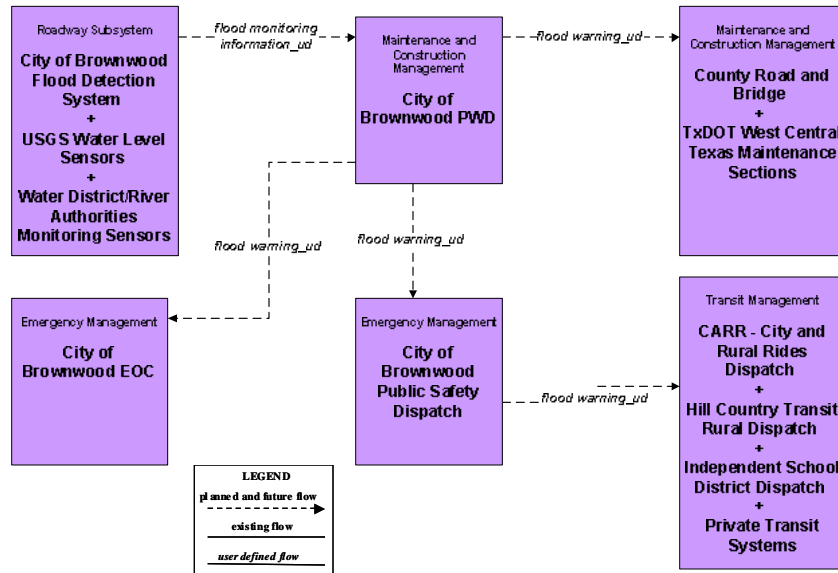 Roadway Subsystem
City of Brownwood
Flood Detection
System
+
USGS Water Level
Sensors
+
Water District/River
Authorities
Monitoring Sensors
flood monitoring
information_ud
Maintenance and
Construction
Management
City of
Brownwood PWD
flood warning_ud
Maintenance and
Construction Management
County Road and
Bridge
+
TxDOT West Central
Texas Maintenance
Sections
flood warning_ud
flood warning_ud
Emergency Management
City of
Brownwood EOC
Emergency Management
City of
Brownwood
Public Safety
Dispatch
flood warning_ud
Transit Management
CARR - City and
Rural Rides
Dispatch
+
Hill Country Transit
Rural Dispatch
+
Independent School
District Dispatch
+
Private Transit
Systems
LEGEND
planned and future flow
existing flow
user defined flow